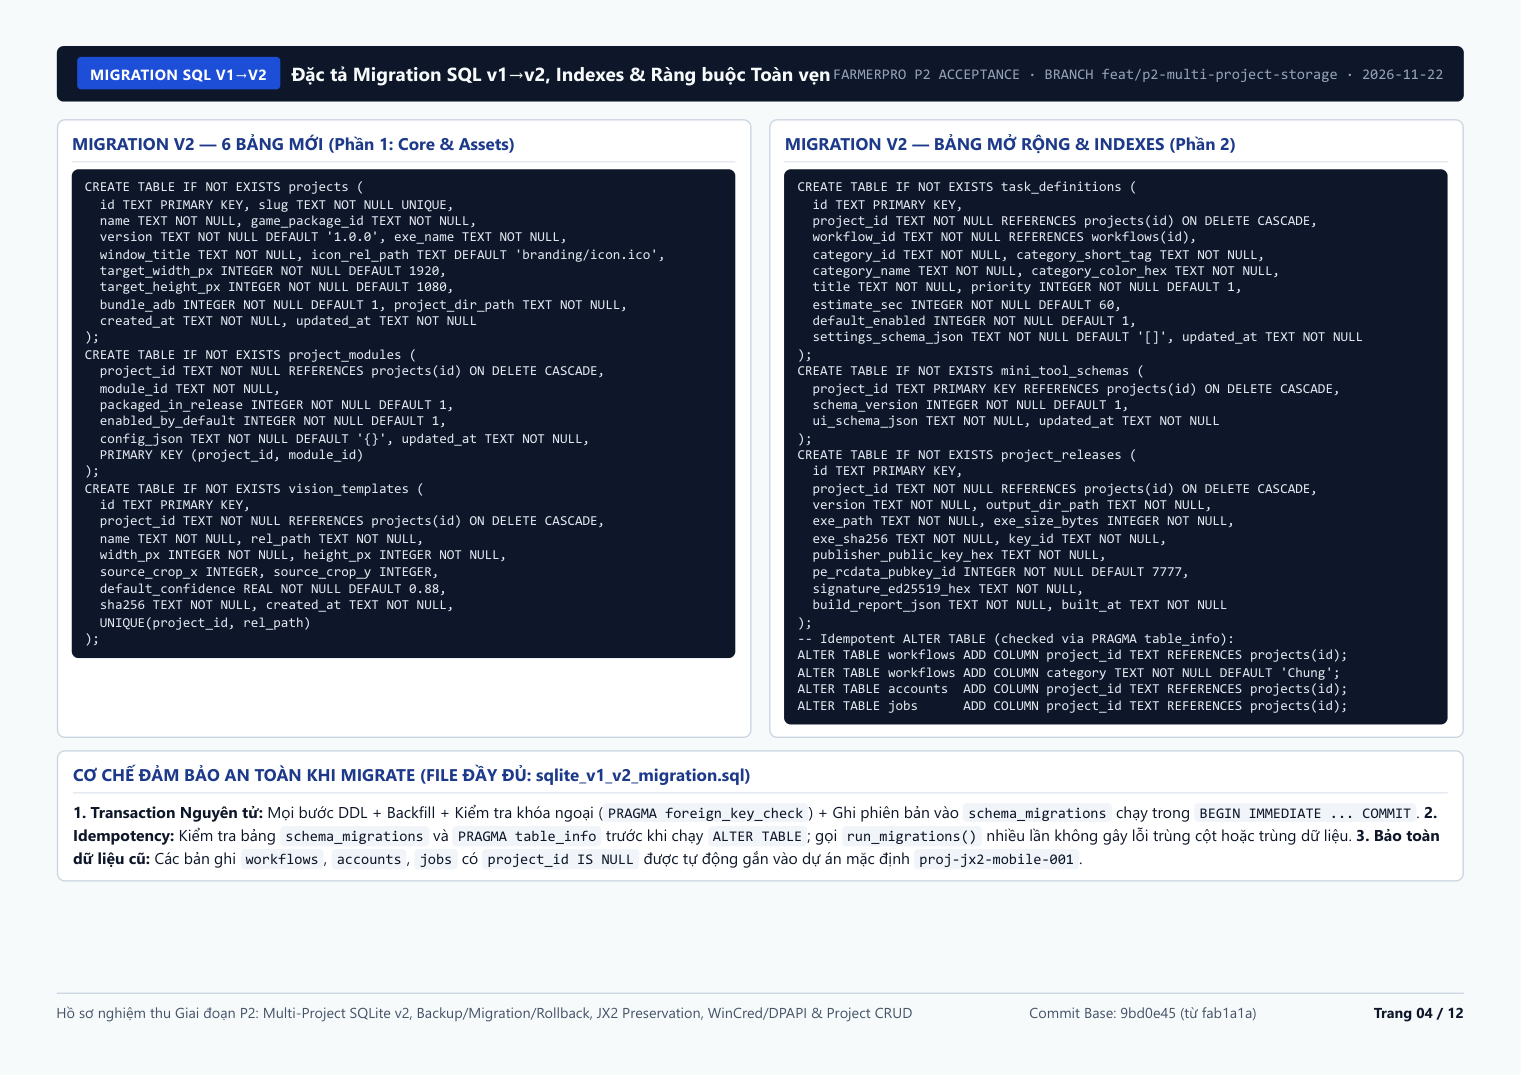 MIGRATION SQL V1→V2 Đặc tả Migration SQL v1→v2, Indexes & Ràng buộc Toàn vẹn FARMERPRO P2 ACCEPTANCE · BRANCH feat/p2-multi-project-storage · 2026-11-22
MIGRATION V2 — 6 BẢNG MỚI (Phần 1: Core & Assets)
CREATE TABLE IF NOT EXISTS projects (
  id TEXT PRIMARY KEY, slug TEXT NOT NULL UNIQUE,
  name TEXT NOT NULL, game_package_id TEXT NOT NULL,
  version TEXT NOT NULL DEFAULT '1.0.0', exe_name TEXT NOT NULL,
  window_title TEXT NOT NULL, icon_rel_path TEXT DEFAULT 'branding/icon.ico',
  target_width_px INTEGER NOT NULL DEFAULT 1920,
  target_height_px INTEGER NOT NULL DEFAULT 1080,
  bundle_adb INTEGER NOT NULL DEFAULT 1, project_dir_path TEXT NOT NULL,
  created_at TEXT NOT NULL, updated_at TEXT NOT NULL
);
CREATE TABLE IF NOT EXISTS project_modules (
  project_id TEXT NOT NULL REFERENCES projects(id) ON DELETE CASCADE,
  module_id TEXT NOT NULL,
  packaged_in_release INTEGER NOT NULL DEFAULT 1,
  enabled_by_default INTEGER NOT NULL DEFAULT 1,
  config_json TEXT NOT NULL DEFAULT '{}', updated_at TEXT NOT NULL,
  PRIMARY KEY (project_id, module_id)
);
CREATE TABLE IF NOT EXISTS vision_templates (
  id TEXT PRIMARY KEY,
  project_id TEXT NOT NULL REFERENCES projects(id) ON DELETE CASCADE,
  name TEXT NOT NULL, rel_path TEXT NOT NULL,
  width_px INTEGER NOT NULL, height_px INTEGER NOT NULL,
  source_crop_x INTEGER, source_crop_y INTEGER,
  default_confidence REAL NOT NULL DEFAULT 0.88,
  sha256 TEXT NOT NULL, created_at TEXT NOT NULL,
  UNIQUE(project_id, rel_path)
);
MIGRATION V2 — BẢNG MỞ RỘNG & INDEXES (Phần 2)
CREATE TABLE IF NOT EXISTS task_definitions (
  id TEXT PRIMARY KEY,
  project_id TEXT NOT NULL REFERENCES projects(id) ON DELETE CASCADE,
  workflow_id TEXT NOT NULL REFERENCES workflows(id),
  category_id TEXT NOT NULL, category_short_tag TEXT NOT NULL,
  category_name TEXT NOT NULL, category_color_hex TEXT NOT NULL,
  title TEXT NOT NULL, priority INTEGER NOT NULL DEFAULT 1,
  estimate_sec INTEGER NOT NULL DEFAULT 60,
  default_enabled INTEGER NOT NULL DEFAULT 1,
  settings_schema_json TEXT NOT NULL DEFAULT '[]', updated_at TEXT NOT NULL
);
CREATE TABLE IF NOT EXISTS mini_tool_schemas (
  project_id TEXT PRIMARY KEY REFERENCES projects(id) ON DELETE CASCADE,
  schema_version INTEGER NOT NULL DEFAULT 1,
  ui_schema_json TEXT NOT NULL, updated_at TEXT NOT NULL
);
CREATE TABLE IF NOT EXISTS project_releases (
  id TEXT PRIMARY KEY,
  project_id TEXT NOT NULL REFERENCES projects(id) ON DELETE CASCADE,
  version TEXT NOT NULL, output_dir_path TEXT NOT NULL,
  exe_path TEXT NOT NULL, exe_size_bytes INTEGER NOT NULL,
  exe_sha256 TEXT NOT NULL, key_id TEXT NOT NULL,
  publisher_public_key_hex TEXT NOT NULL,
  pe_rcdata_pubkey_id INTEGER NOT NULL DEFAULT 7777,
  signature_ed25519_hex TEXT NOT NULL,
  build_report_json TEXT NOT NULL, built_at TEXT NOT NULL
);
-- Idempotent ALTER TABLE (checked via PRAGMA table_info):
ALTER TABLE workflows ADD COLUMN project_id TEXT REFERENCES projects(id);
ALTER TABLE workflows ADD COLUMN category TEXT NOT NULL DEFAULT 'Chung';
ALTER TABLE accounts  ADD COLUMN project_id TEXT REFERENCES projects(id);
ALTER TABLE jobs      ADD COLUMN project_id TEXT REFERENCES projects(id);
CƠ CHẾ ĐẢM BẢO AN TOÀN KHI MIGRATE (FILE ĐẦY ĐỦ: sqlite_v1_v2_migration.sql)
1. Transaction Nguyên tử: Mọi bước DDL + Backfill + Kiểm tra khóa ngoại ( PRAGMA foreign_key_check ) + Ghi phiên bản vào schema_migrations chạy trong BEGIN IMMEDIATE ... COMMIT . 2.
Idempotency: Kiểm tra bảng schema_migrations và PRAGMA table_info trước khi chạy ALTER TABLE ; gọi run_migrations() nhiều lần không gây lỗi trùng cột hoặc trùng dữ liệu. 3. Bảo toàn
dữ liệu cũ: Các bản ghi workflows , accounts , jobs có project_id IS NULL được tự động gắn vào dự án mặc định proj-jx2-mobile-001 .
Hồ sơ nghiệm thu Giai đoạn P2: Multi-Project SQLite v2, Backup/Migration/Rollback, JX2 Preservation, WinCred/DPAPI & Project CRUD Commit Base: 9bd0e45 (từ fab1a1a) Trang 04 / 12